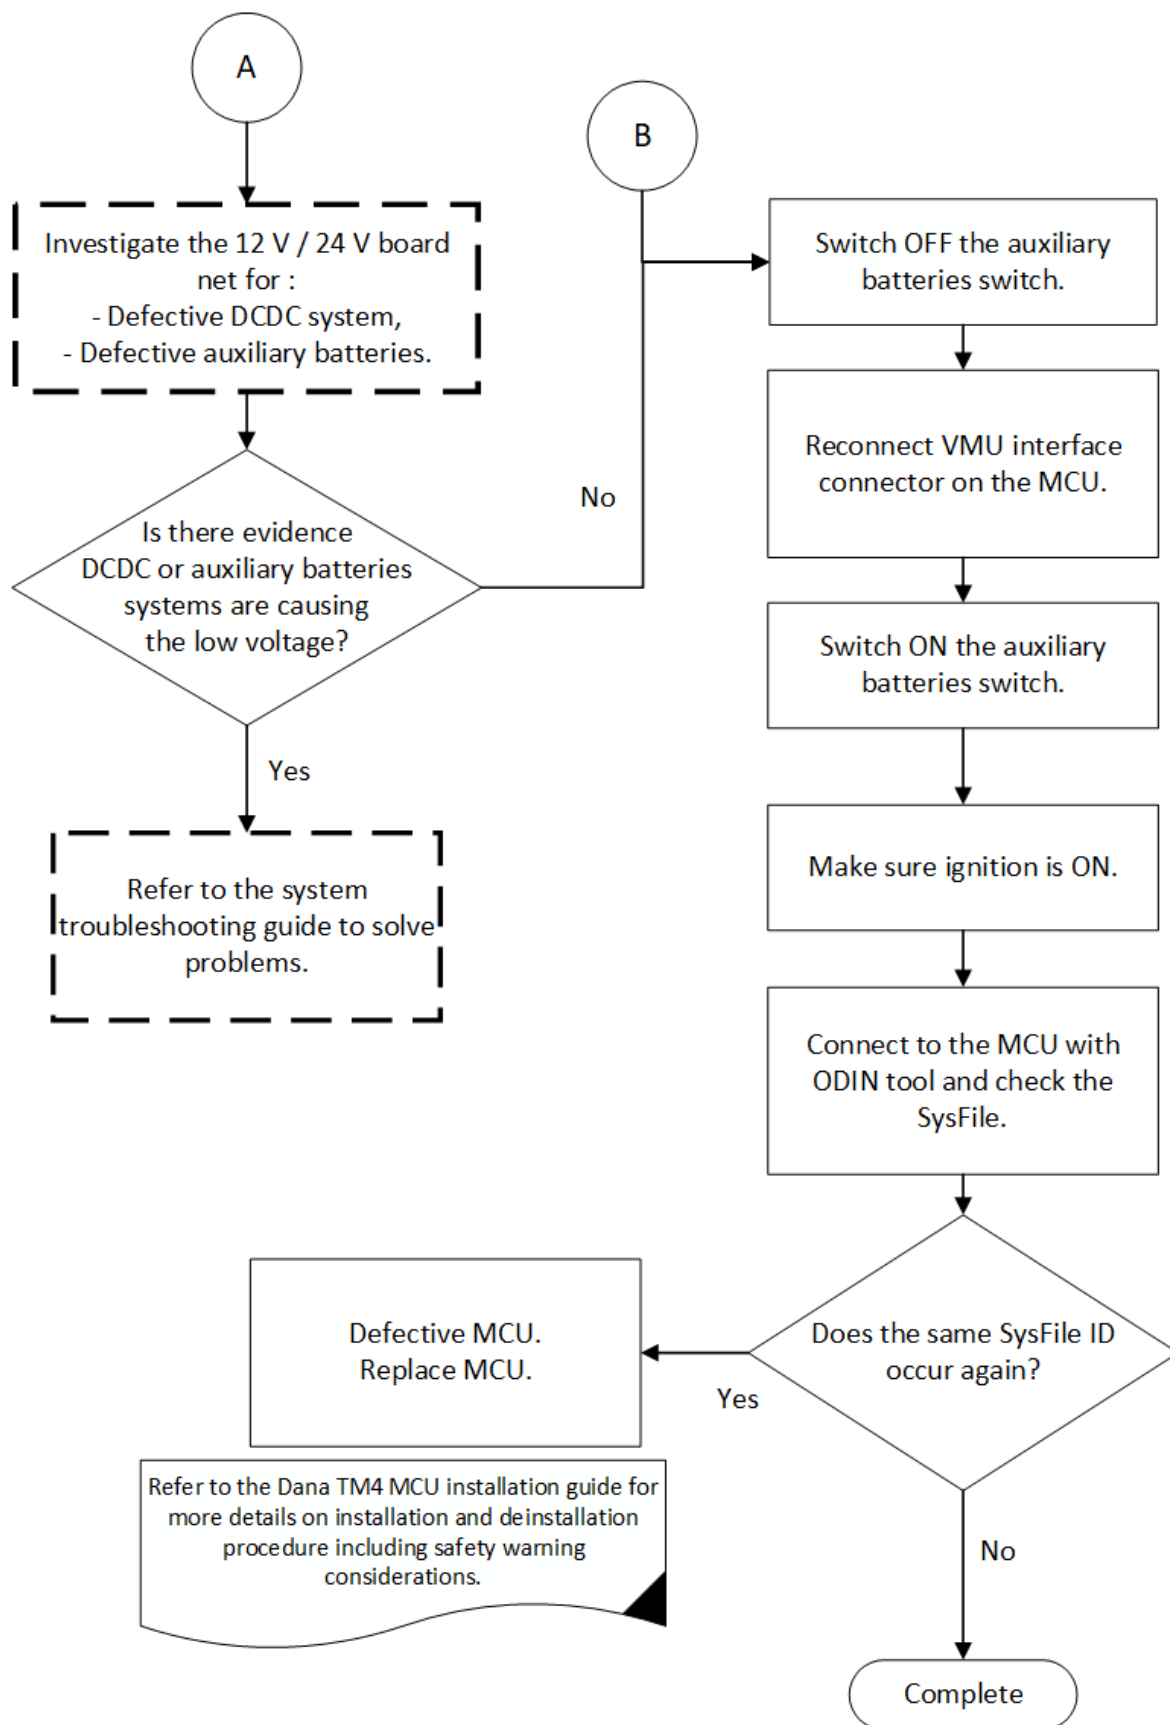 A
Investigate the 12 V / 24 V board
net for :
- Defective DCDC system,
- Defective auxiliary batteries.
Is there evidence
DCDC or auxiliary batteries
systems are causing
the low voltage?
No
Yes
Refer to the system
troubleshooting guide to solve
problems.
B
Switch OFF the auxiliary
batteries switch.
Reconnect VMU interface
connector on the MCU.
Switch ON the auxiliary
batteries switch.
Make sure ignition is ON.
Connect to the MCU with
ODIN tool and check the
SysFile.
Does the same SysFile ID
occur again?
Yes
Defective MCU.
Replace MCU.
Refer to the Dana TM4 MCU installation guide for
more details on installation and deinstallation
procedure including safety warning
considerations.
No
Complete